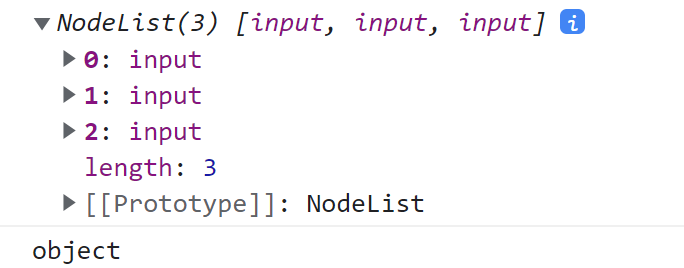 ▼NodeList(3) [input, input, input] i
▶0: input
▶1: input
▶2: input
length: 3
▶[[Prototype]]: NodeList
object